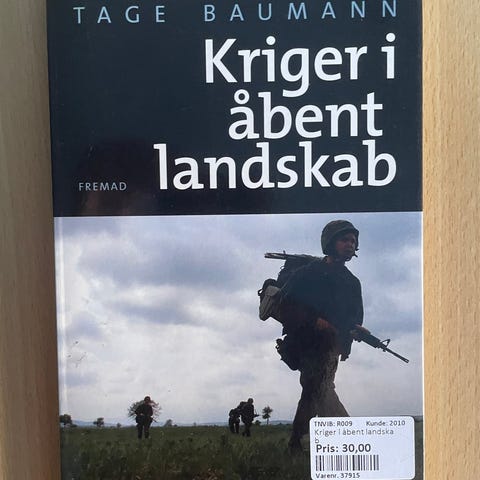 TAGE BAUMANN
Kriger i
åbent
landskab
FREMAD
TNVIB: R009 Kunde: 2010
Kriger i åbent landska
b
Pris: 30,00
Varenr. 37915